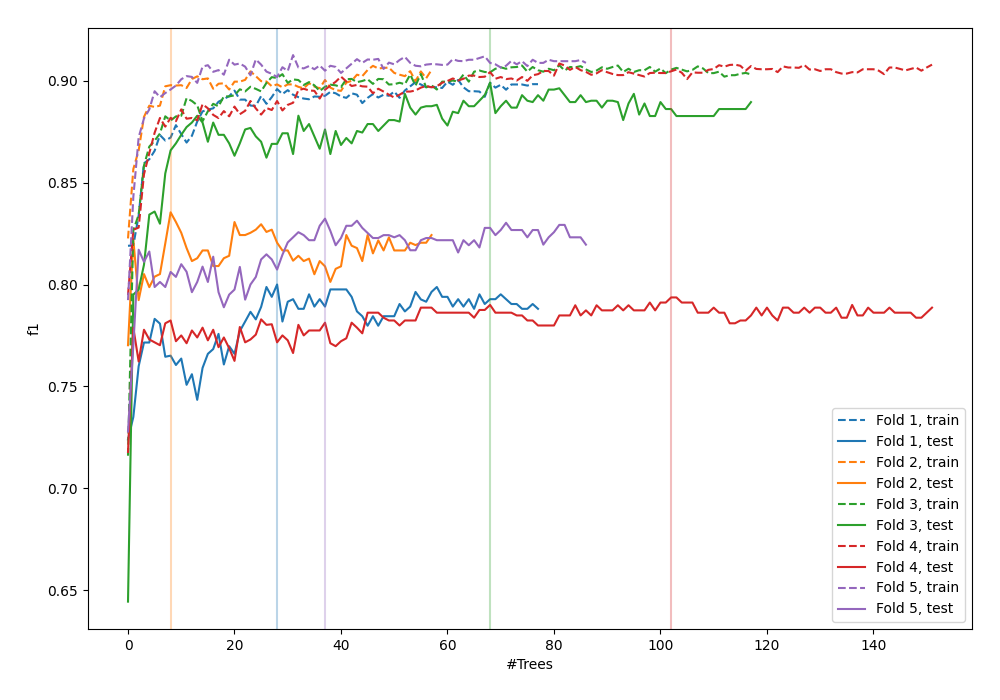 0.90
0.85
0.80
0.75
0.70
0.65
f1
0 20 40 60 80 100 120 140
#Trees
Fold 1, train
Fold 1, test
Fold 2, train
Fold 2, test
Fold 3, train
Fold 3, test
Fold 4, train
Fold 4, test
Fold 5, train
Fold 5, test